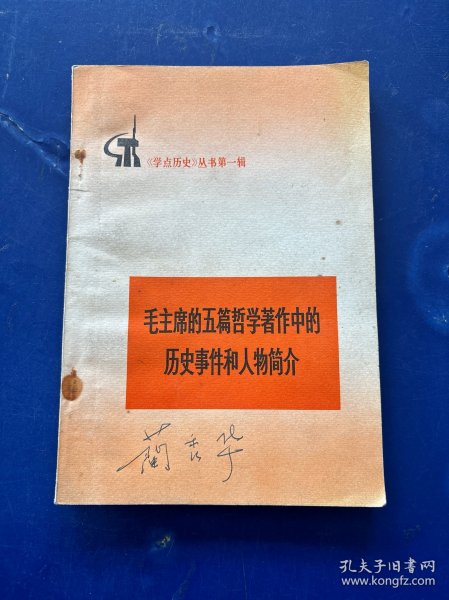 《学点历史》丛书第一辑
毛主席的五篇哲学著作中的
历史事件和人物简介
孔夫子旧书网
www.kongfz.com